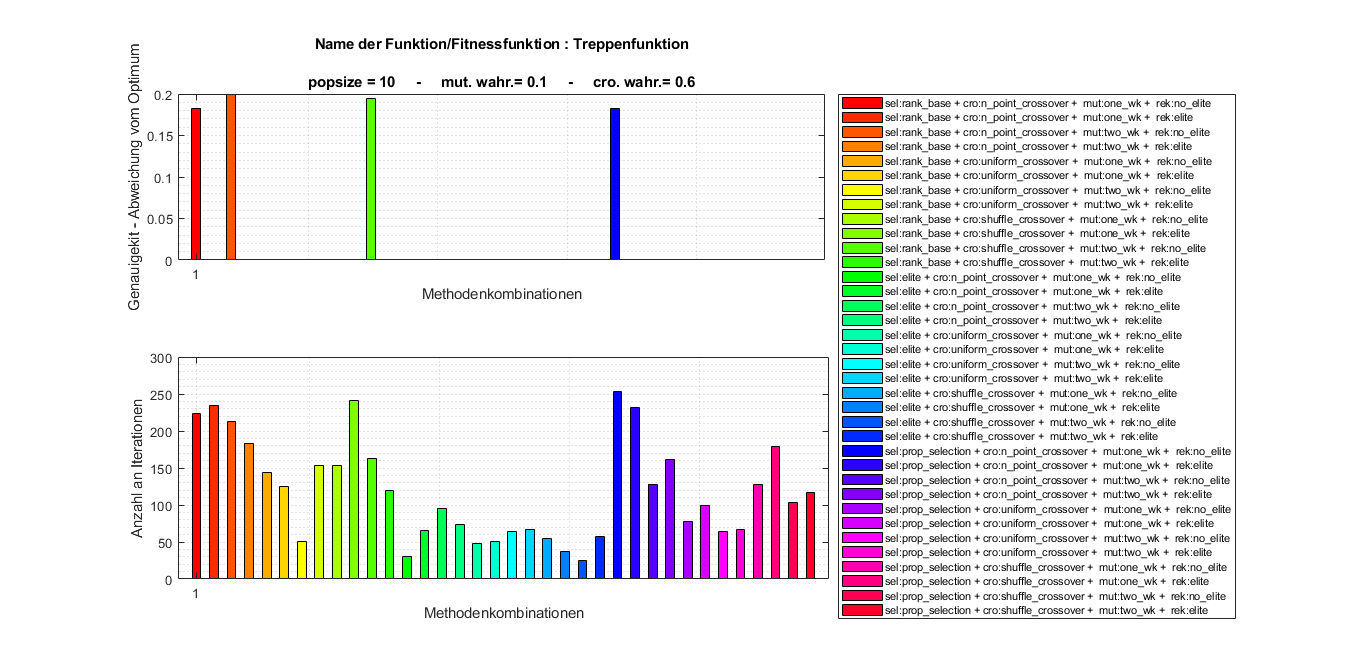 Name der Funktion/Fitnessfunktion : Treppenfunktion
popsize = 10 - mut. wahr.= 0.1 - cro. wahr.= 0.6
Genauigekit - Abweichung vom Optimum
0.2
0.15
0.1
0.05
0
1
Methodenkombinationen
Anzahl an Iterationen
300
250
200
150
100
50
0
1
Methodenkombinationen
sel:rank_base + cro:n_point_crossover + mut:one_wk + rek:no_elite
sel:rank_base + cro:n_point_crossover + mut:one_wk + rek:elite
sel:rank_base + cro:n_point_crossover + mut:two_wk + rek:no_elite
sel:rank_base + cro:n_point_crossover + mut:two_wk + rek:elite
sel:rank_base + cro:uniform_crossover + mut:one_wk + rek:no_elite
sel:rank_base + cro:uniform_crossover + mut:one_wk + rek:elite
sel:rank_base + cro:uniform_crossover + mut:two_wk + rek:no_elite
sel:rank_base + cro:uniform_crossover + mut:two_wk + rek:elite
sel:rank_base + cro:shuffle_crossover + mut:one_wk + rek:no_elite
sel:rank_base + cro:shuffle_crossover + mut:one_wk + rek:elite
sel:rank_base + cro:shuffle_crossover + mut:two_wk + rek:no_elite
sel:rank_base + cro:shuffle_crossover + mut:two_wk + rek:elite
sel:elite + cro:n_point_crossover + mut:one_wk + rek:no_elite
sel:elite + cro:n_point_crossover + mut:one_wk + rek:elite
sel:elite + cro:n_point_crossover + mut:two_wk + rek:no_elite
sel:elite + cro:n_point_crossover + mut:two_wk + rek:elite
sel:elite + cro:uniform_crossover + mut:one_wk + rek:no_elite
sel:elite + cro:uniform_crossover + mut:one_wk + rek:elite
sel:elite + cro:uniform_crossover + mut:two_wk + rek:no_elite
sel:elite + cro:uniform_crossover + mut:two_wk + rek:elite
sel:elite + cro:shuffle_crossover + mut:one_wk + rek:no_elite
sel:elite + cro:shuffle_crossover + mut:one_wk + rek:elite
sel:elite + cro:shuffle_crossover + mut:two_wk + rek:no_elite
sel:elite + cro:shuffle_crossover + mut:two_wk + rek:elite
sel:prop_selection + cro:n_point_crossover + mut:one_wk + rek:no_elite
sel:prop_selection + cro:n_point_crossover + mut:one_wk + rek:elite
sel:prop_selection + cro:n_point_crossover + mut:two_wk + rek:no_elite
sel:prop_selection + cro:n_point_crossover + mut:two_wk + rek:elite
sel:prop_selection + cro:uniform_crossover + mut:one_wk + rek:no_elite
sel:prop_selection + cro:uniform_crossover + mut:one_wk + rek:elite
sel:prop_selection + cro:uniform_crossover + mut:two_wk + rek:no_elite
sel:prop_selection + cro:uniform_crossover + mut:two_wk + rek:elite
sel:prop_selection + cro:shuffle_crossover + mut:one_wk + rek:no_elite
sel:prop_selection + cro:shuffle_crossover + mut:one_wk + rek:elite
sel:prop_selection + cro:shuffle_crossover + mut:two_wk + rek:no_elite
sel:prop_selection + cro:shuffle_crossover + mut:two_wk + rek:elite